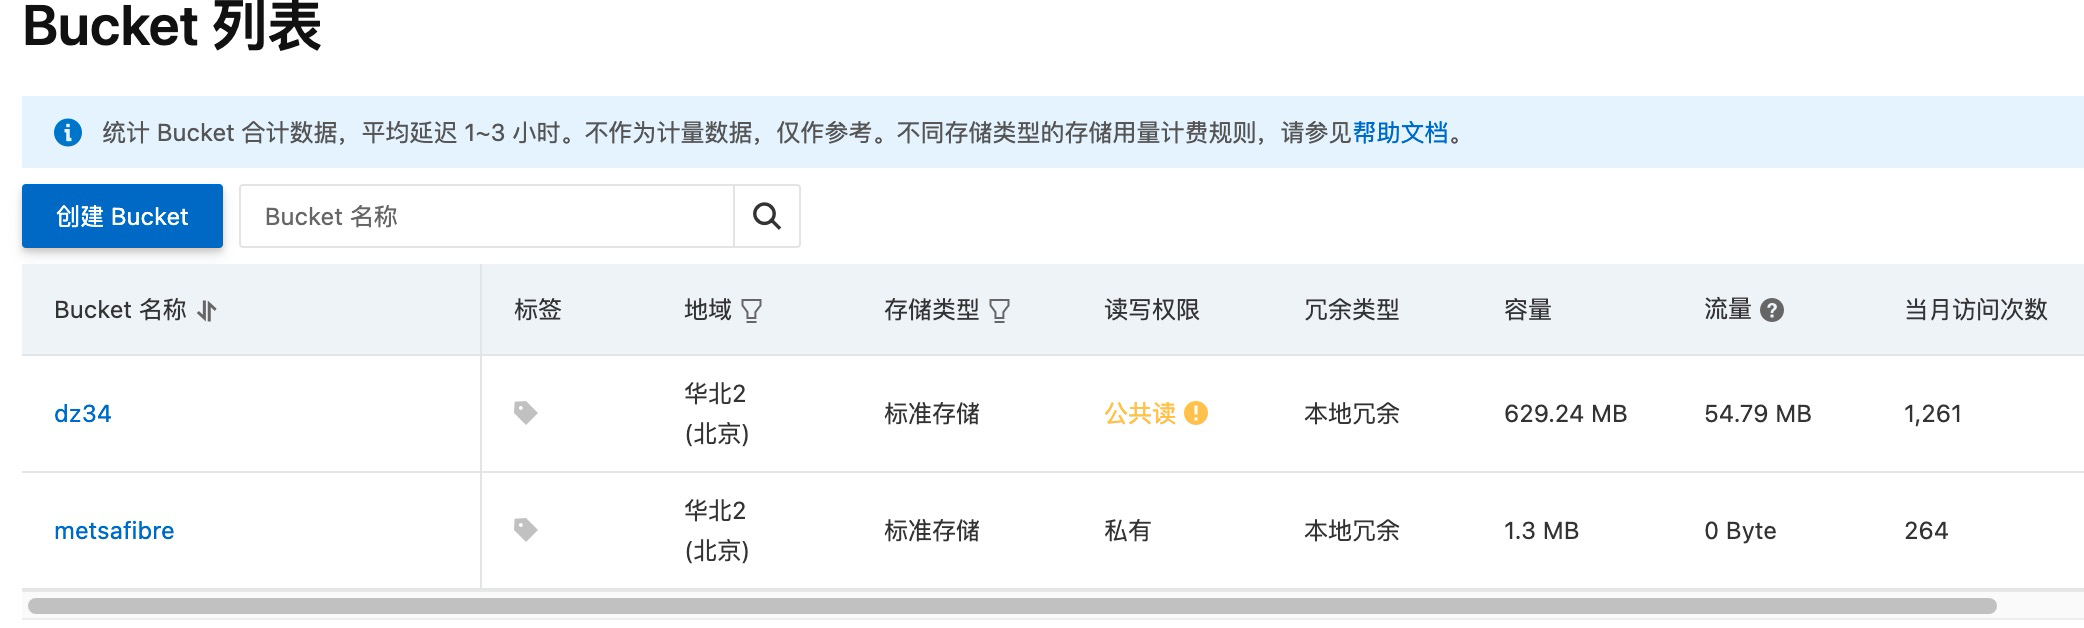 Bucket 列表
统计 Bucket 合计数据，平均延迟 1~3 小时。不作为计量数据，仅作参考。不同存储类型的存储用量计费规则，请参见帮助文档。
创建 Bucket
Bucket 名称
Bucket 名称 标签 地域 存储类型 读写权限 冗余类型 容量 流量 当月访问次数
dz34 华北2 (北京) 标准存储 公共读 本地冗余 629.24 MB 54.79 MB 1,261
metsafibre 华北2 (北京) 标准存储 私有 本地冗余 1.3 MB 0 Byte 264